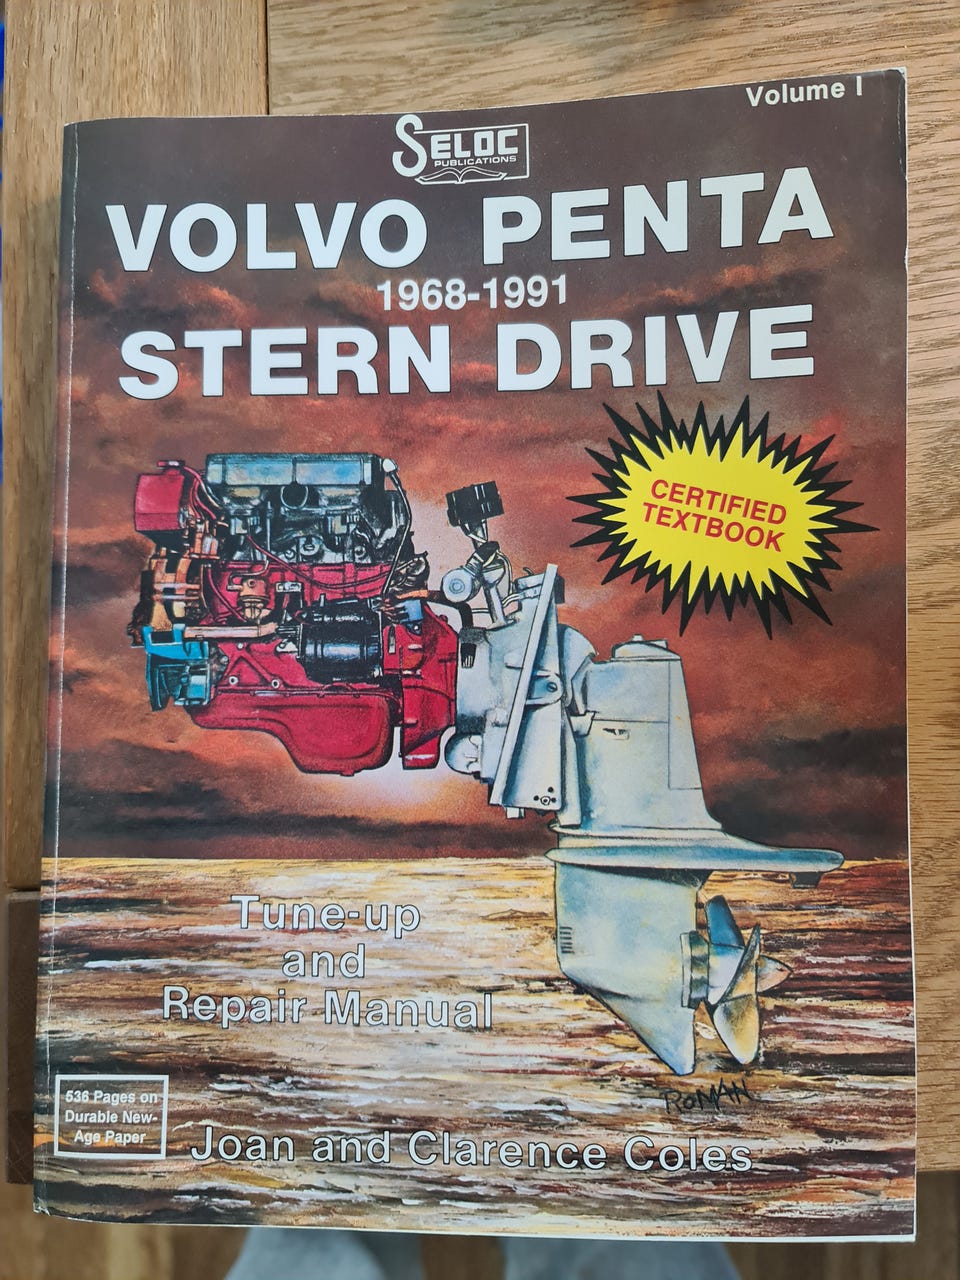 Volume I
SELOC
PUBLICATIONS
VOLVO PENTA
1968-1991
STERN DRIVE
CERTIFIED
TEXTBOOK
Tune-up
and
Repair Manual
ROMAN
536 Pages on
Durable New-
Age Paper
Joan and Clarence Coles